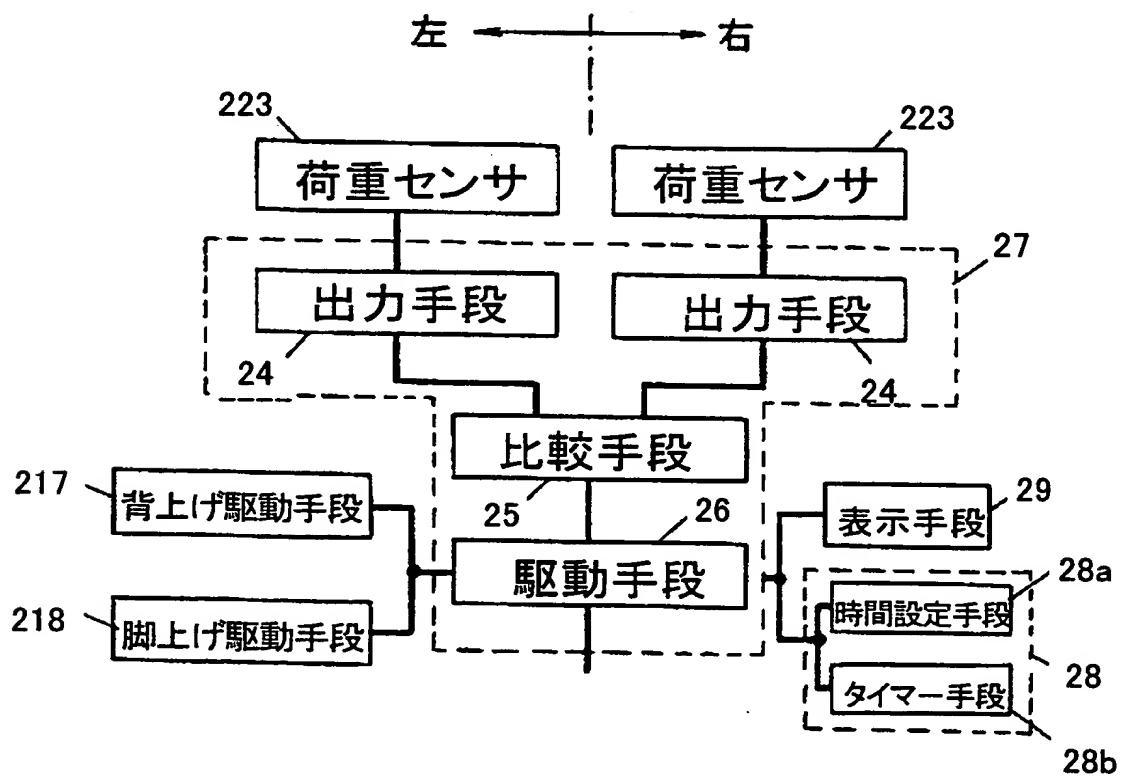 左 右
223
223
荷重センサ
荷重センサ
27
出力手段
出力手段
24
24
比較手段
217
背上げ駆動手段
25
26
29
表示手段
駆動手段
28a
時間設定手段
218
脚上げ駆動手段
28
タイマー手段
28b